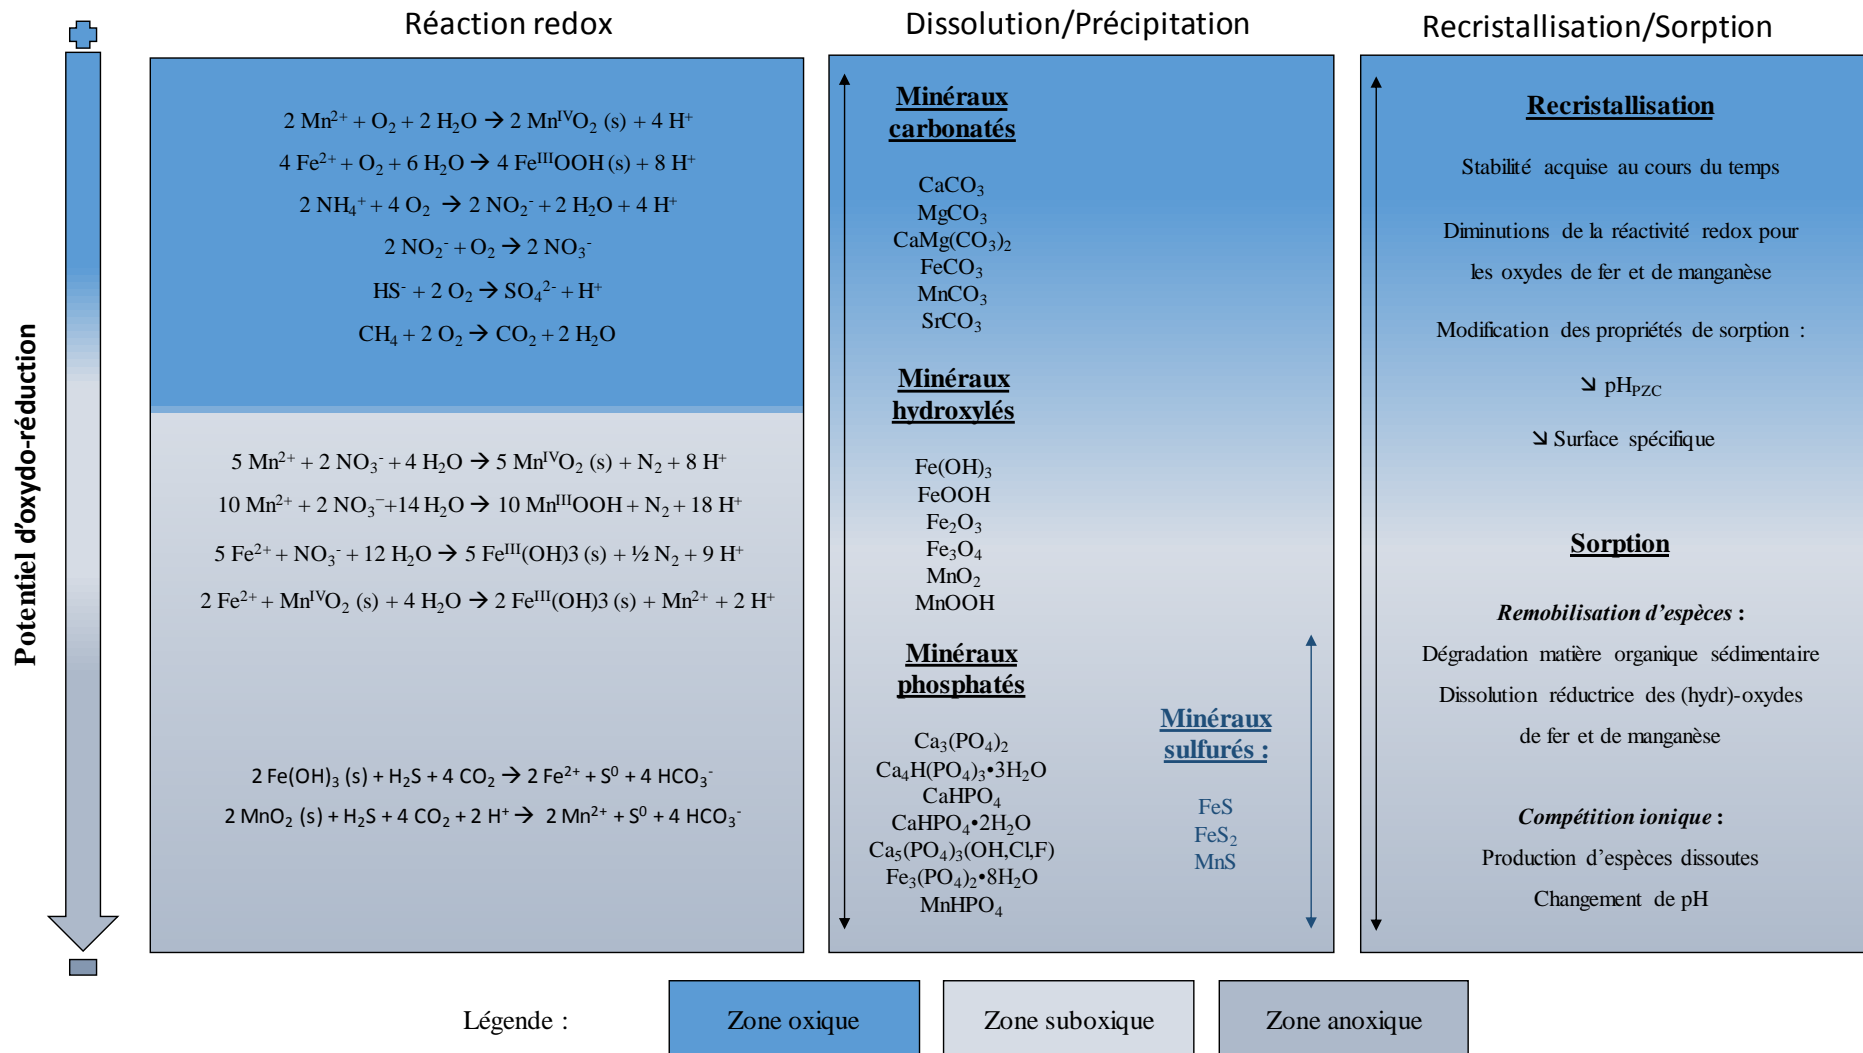 Réaction redox
Dissolution/Précipitation
Recristallisation/Sorption
Potentiel d'oxydo-réduction
2 Mn²⁺ + O₂ + 2 H₂O → 2 MnᴵⱽO₂ (s) + 4 H⁺
4 Fe²⁺ + O₂ + 6 H₂O → 4 FeᴵᴵᴵOOH (s) + 8 H⁺
2 NH₄⁺ + 4 O₂ → 2 NO₂⁻ + 2 H₂O + 4 H⁺
2 NO₂⁻ + O₂ → 2 NO₃⁻
HS⁻ + 2 O₂ → SO₄²⁻ + H⁺
CH₄ + 2 O₂ → CO₂ + 2 H₂O
5 Mn²⁺ + 2 NO₃⁻ + 4 H₂O → 5 MnᴵⱽO₂ (s) + N₂ + 8 H⁺
10 Mn²⁺ + 2 NO₃⁻ +14 H₂O → 10 MnᴵᴵᴵOOH + N₂ + 18 H⁺
5 Fe²⁺ + NO₃⁻ + 12 H₂O → 5 Feᴵᴵᴵ(OH)3 (s) + ½ N₂ + 9 H⁺
2 Fe²⁺ + MnᴵⱽO₂ (s) + 4 H₂O → 2 Feᴵᴵᴵ(OH)3 (s) + Mn²⁺ + 2 H⁺
2 Fe(OH)₃ (s) + H₂S + 4 CO₂ → 2 Fe²⁺ + S⁰ + 4 HCO₃⁻
2 MnO₂ (s) + H₂S + 4 CO₂ + 2 H⁺ → 2 Mn²⁺ + S⁰ + 4 HCO₃⁻
Minéraux
carbonatés
CaCO₃
MgCO₃
CaMg(CO₃)₂
FeCO₃
MnCO₃
SrCO₃
Minéraux
hydroxylés
Fe(OH)₃
FeOOH
Fe₂O₃
Fe₃O₄
MnO₂
MnOOH
Minéraux
phosphatés
Ca₃(PO₄)₂
Ca₄H(PO₄)₃•3H₂O
CaHPO₄
CaHPO₄•2H₂O
Ca₅(PO₄)₃(OH,Cl,F)
Fe₃(PO₄)₂•8H₂O
MnHPO₄
Minéraux
sulfurés :
FeS
FeS₂
MnS
Recristallisation
Stabilité acquise au cours du temps
Diminutions de la réactivité redox pour
les oxydes de fer et de manganèse
Modification des propriétés de sorption :
↘ pHPZC
↘ Surface spécifique
Sorption
Remobilisation d'espèces :
Dégradation matière organique sédimentaire
Dissolution réductrice des (hydr)-oxydes
de fer et de manganèse
Compétition ionique :
Production d'espèces dissoutes
Changement de pH
Légende :
Zone oxique
Zone suboxique
Zone anoxique